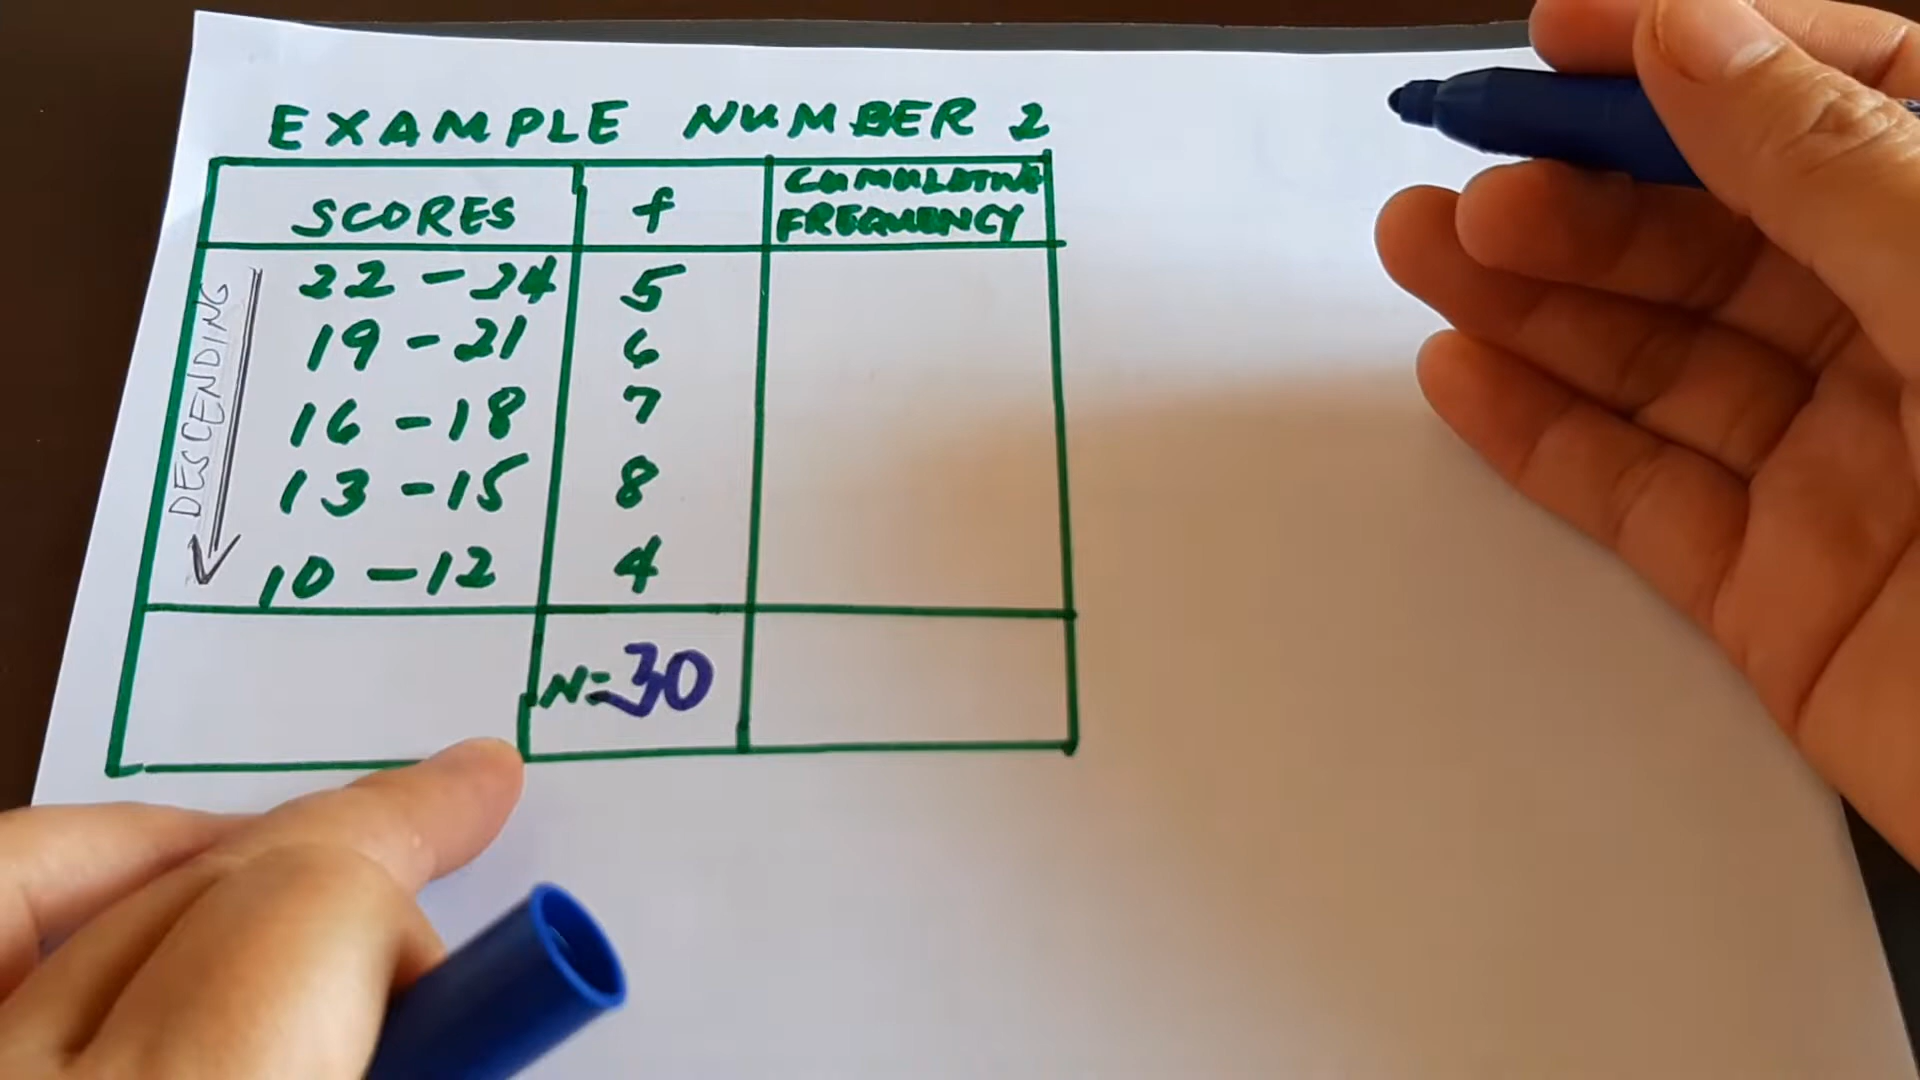 EXAMPLE NUMBER 2
SCORES f CUMULATIVE FREQUENCY
DESCENDING
22 - 24 5
19 - 21 6
16 - 18 7
13 - 15 8
10 - 12 4
N=30